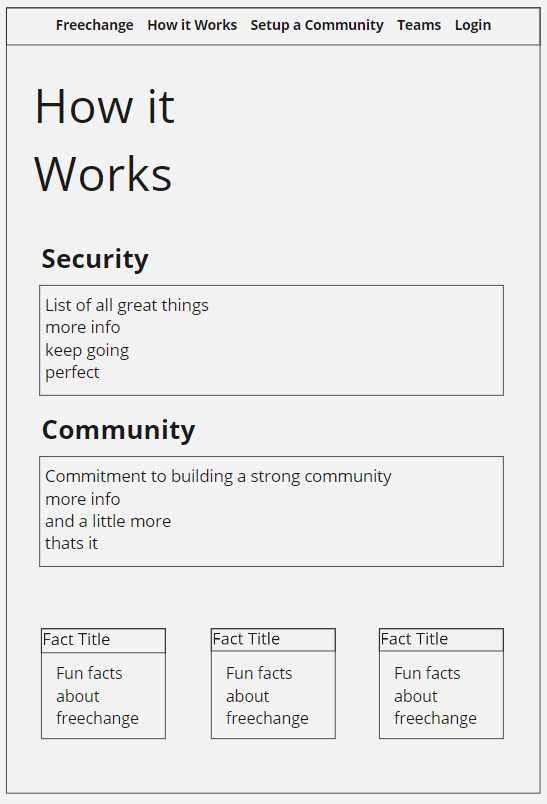 Freechange How it Works Setup a Community Teams Login
How it
Works
Security
List of all great things
more info
keep going
perfect
Community
Commitment to building a strong community
more info
and a little more
thats it
Fact Title
Fun facts
about
freechange
Fact Title
Fun facts
about
freechange
Fact Title
Fun facts
about
freechange